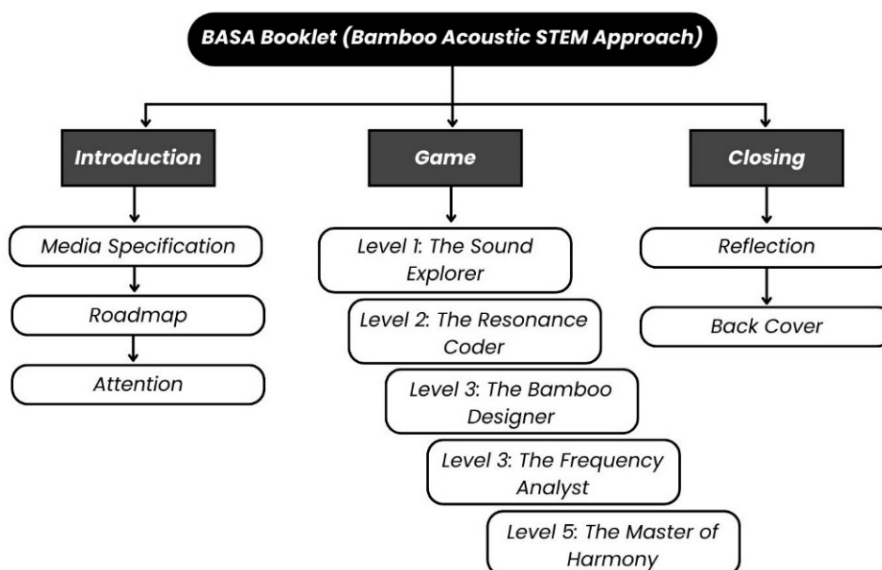 BASA Booklet (Bamboo Acoustic STEM Approach)
Introduction
Media Specification
Roadmap
Attention
Game
Level 1: The Sound
Explorer
Level 2: The Resonance
Coder
Level 3: The Bamboo
Designer
Level 3: The Frequency
Analyst
Level 5: The Master of
Harmony
Closing
Reflection
Back Cover